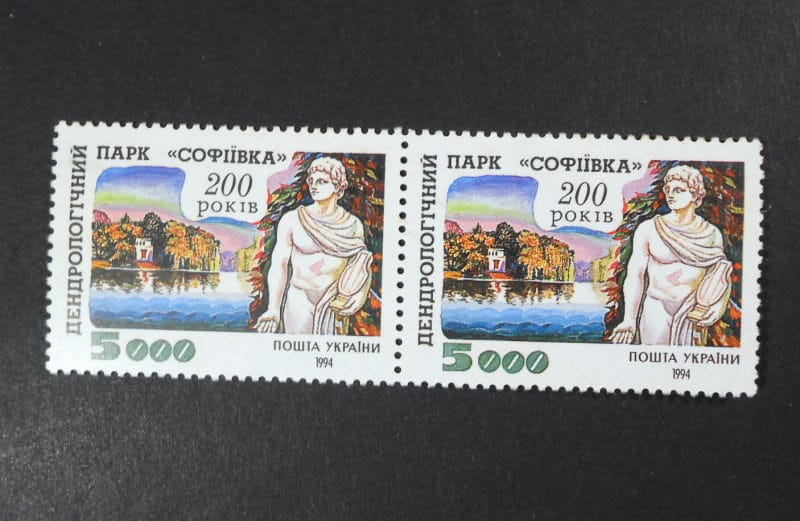 ДЕНДРОЛОГІЧНИЙ
ПАРК «СОФІЇВКА»
200
РОКІВ
5000
ПОШТА УКРАЇНИ
1994
ДЕНДРОЛОГІЧНИЙ
ПАРК «СОФІЇВКА»
200
РОКІВ
5000
ПОШТА УКРАЇНИ
1994